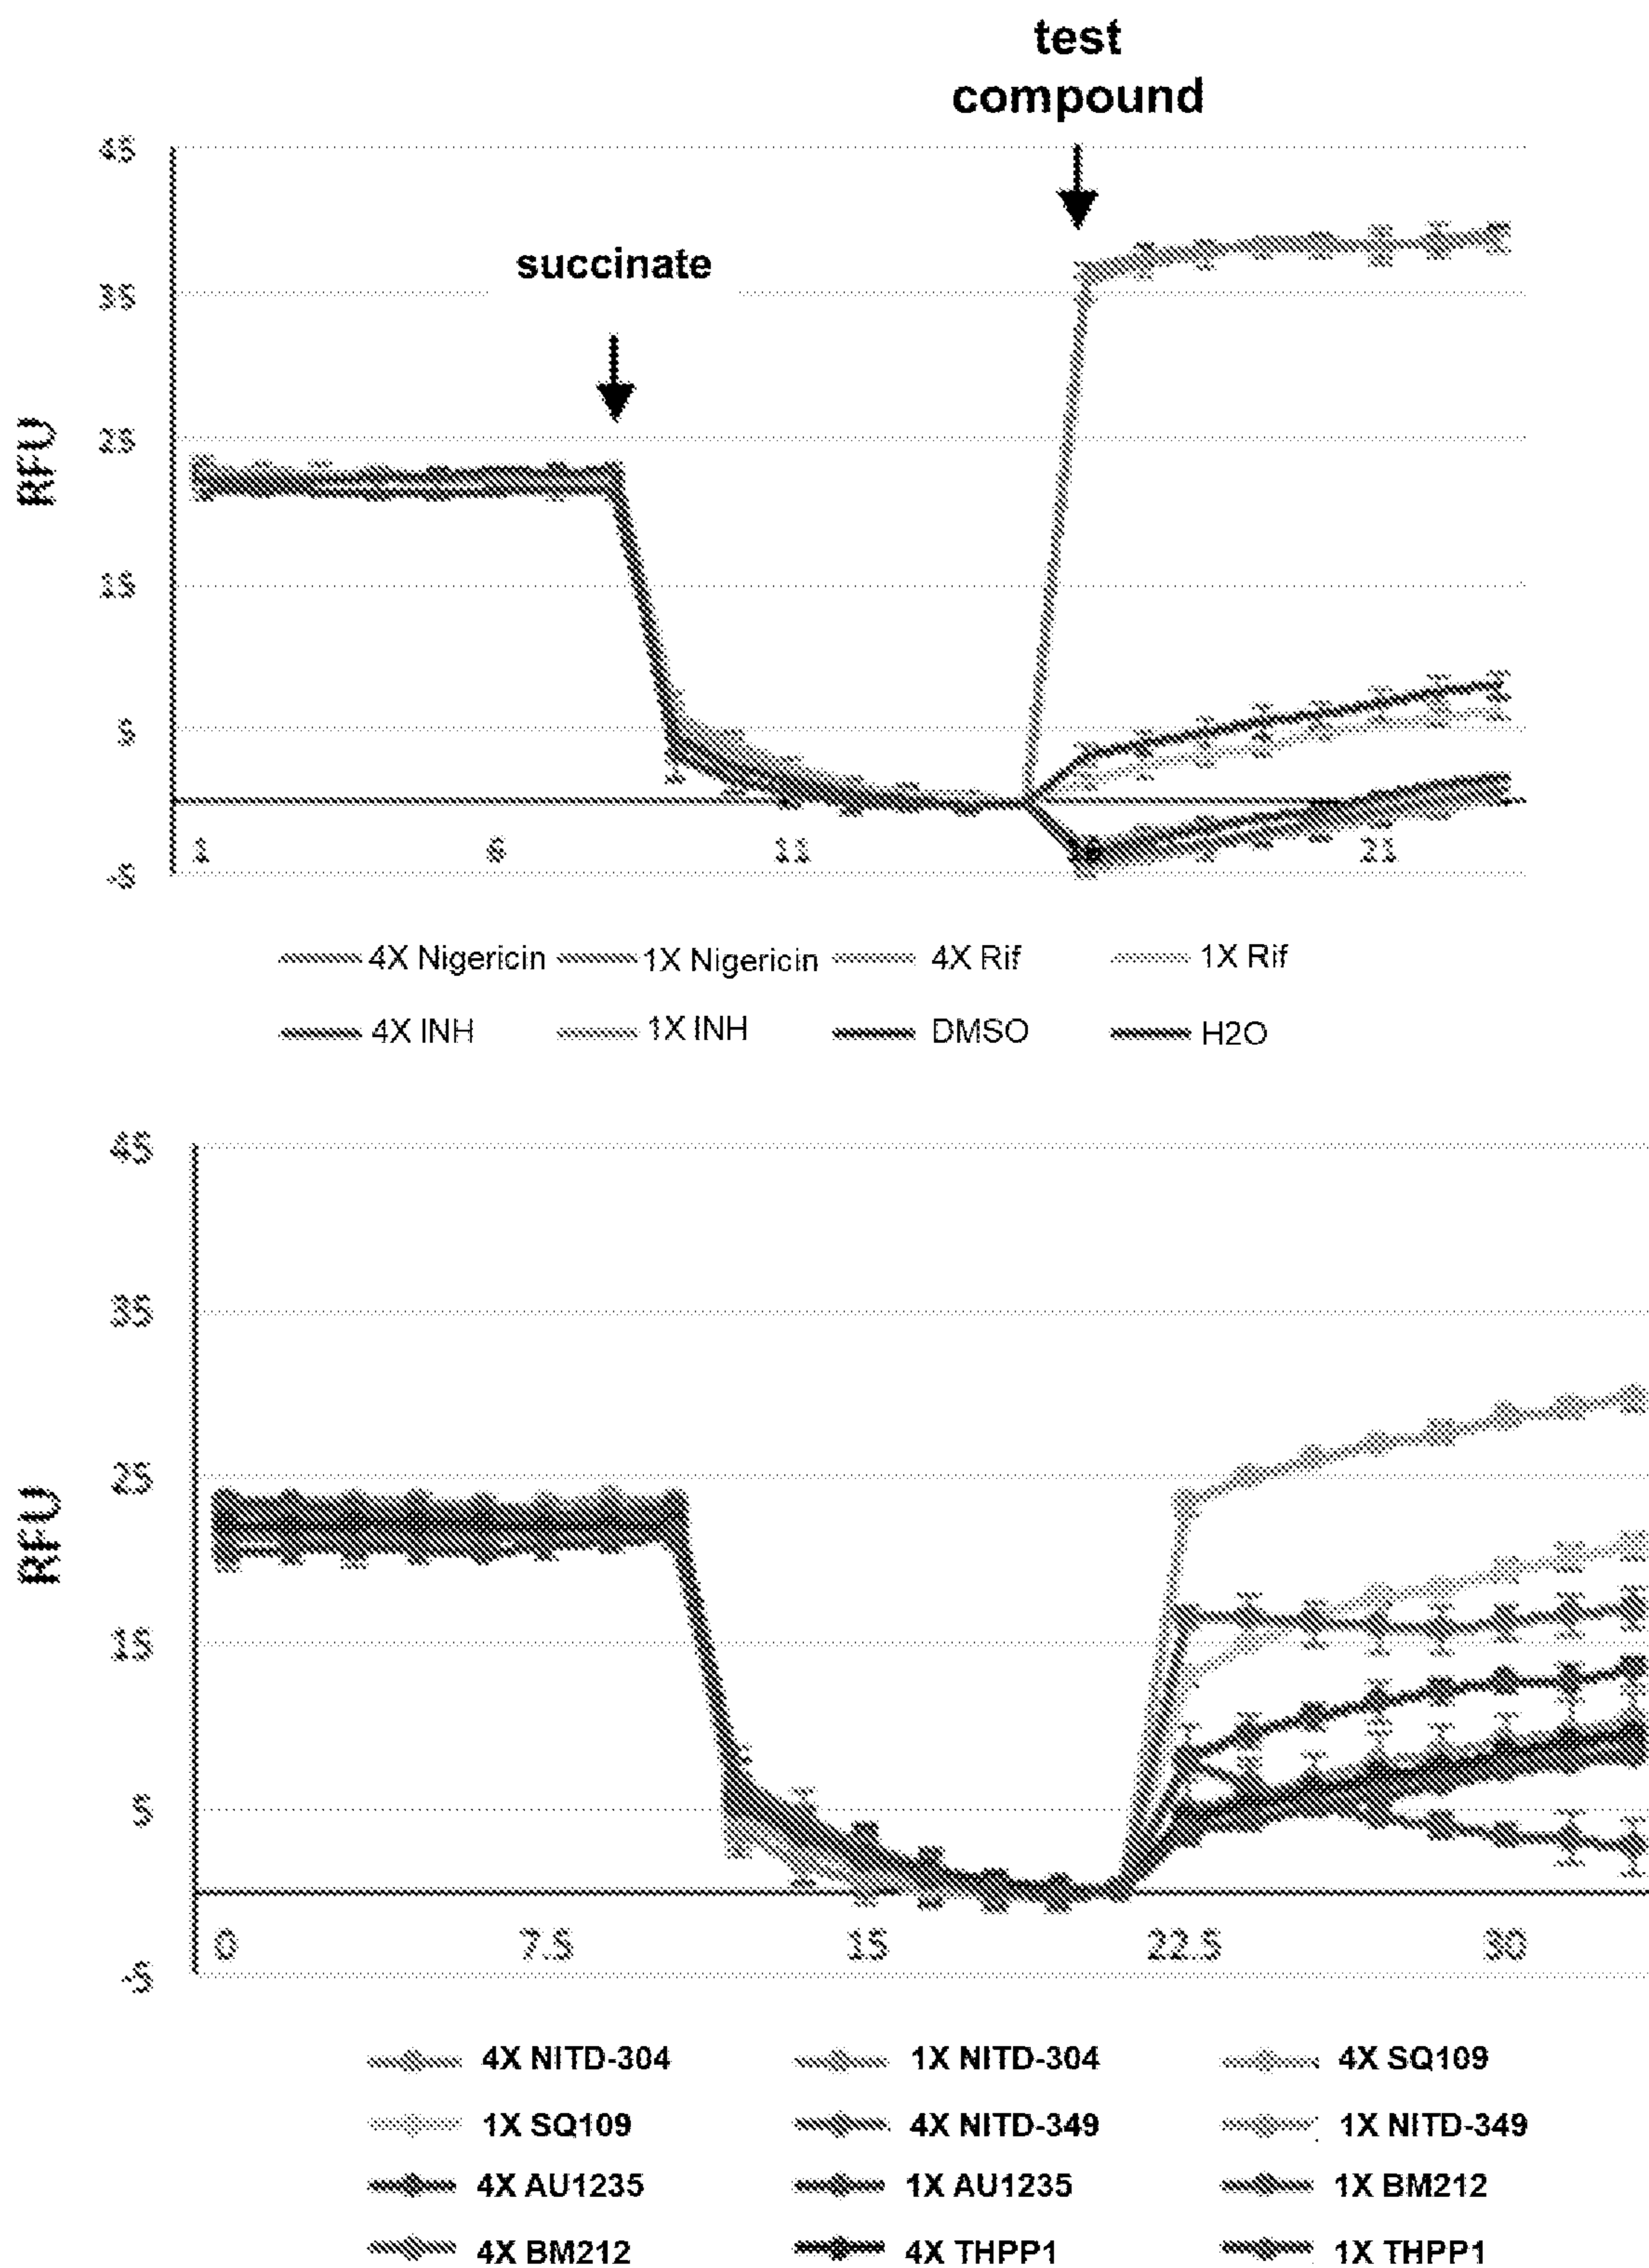 test
compound
45
succinate
35
RFU
25
15
5
1 6 11 16 21
-5
4X Nigericin 1X Nigericin 4X Rif 1X Rif
4X INH 1X INH DMSO H2O
45
35
RFU
25
15
5
0 7.5 15 22.5 30
-5
4X NITD-304 1X NITD-304 4X SQ109
1X SQ109 4X NITD-349 1X NITD-349
4X AU1235 1X AU1235 1X BM212
4X BM212 4X THPP1 1X THPP1